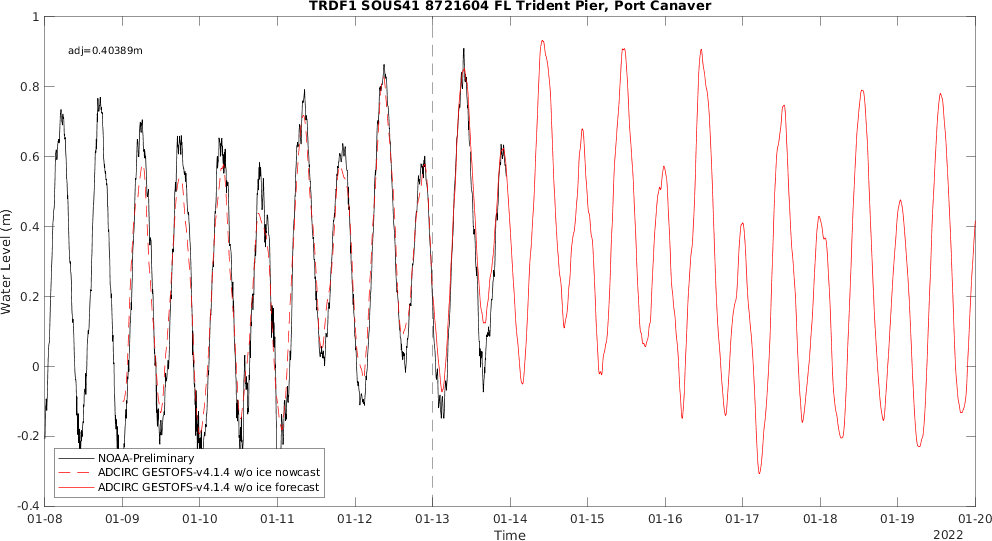 TRDF1 SOUS41 8721604 FL Trident Pier, Port Canaver
adj=0.40389m
Water Level (m)
1
0.8
0.6
0.4
0.2
0
-0.2
-0.4
NOAA-Preliminary
ADCIRC GESTOFS-v4.1.4 w/o ice nowcast
ADCIRC GESTOFS-v4.1.4 w/o ice forecast
01-08 01-09 01-10 01-11 01-12 01-13 01-14 01-15 01-16 01-17 01-18 01-19 01-20
Time
2022